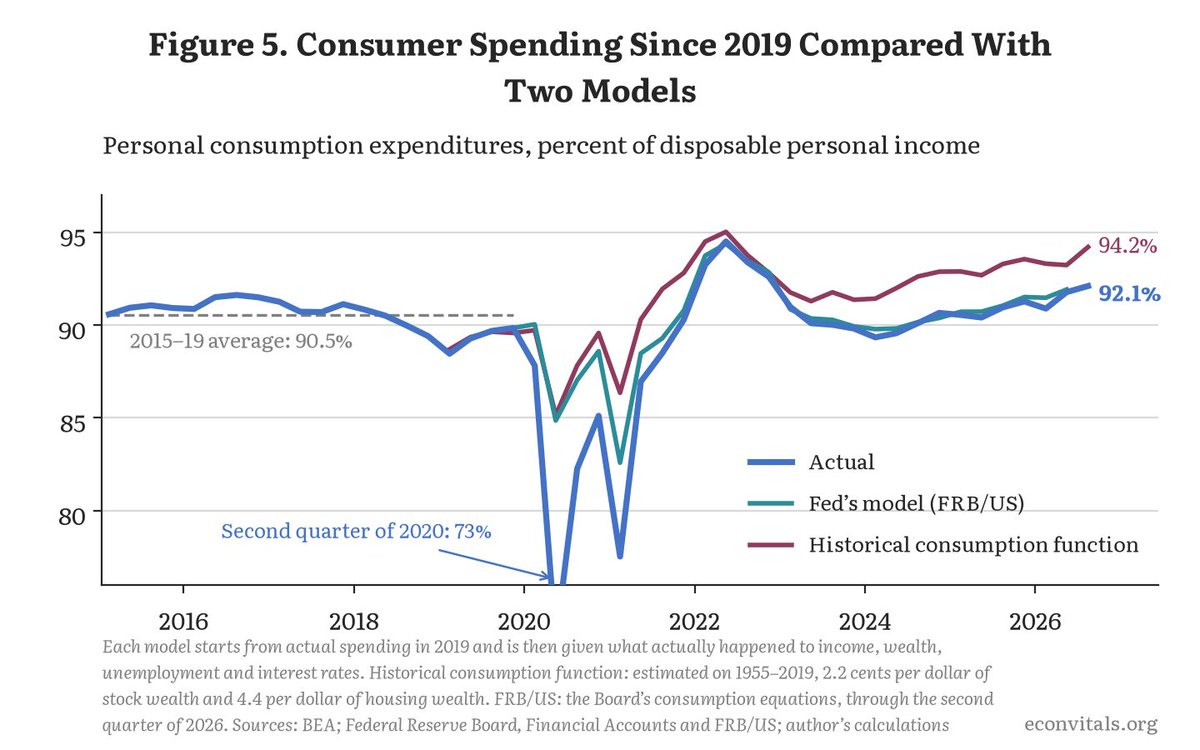 Figure 5. Consumer Spending Since 2019 Compared With
Two Models
Personal consumption expenditures, percent of disposable personal income
95
90
85
80
94.2%
92.1%
2015–19 average: 90.5%
Second quarter of 2020: 73%
Actual
Fed's model (FRB/US)
Historical consumption function
2016
2018
2020
2022
2024
2026
Each model starts from actual spending in 2019 and is then given what actually happened to income, wealth,
unemployment and interest rates. Historical consumption function: estimated on 1955–2019, 2.2 cents per dollar of
stock wealth and 4.4 per dollar of housing wealth. FRB/US: the Board's consumption equations, through the second
quarter of 2026. Sources: BEA; Federal Reserve Board, Financial Accounts and FRB/US; author's calculations
econvitals.org